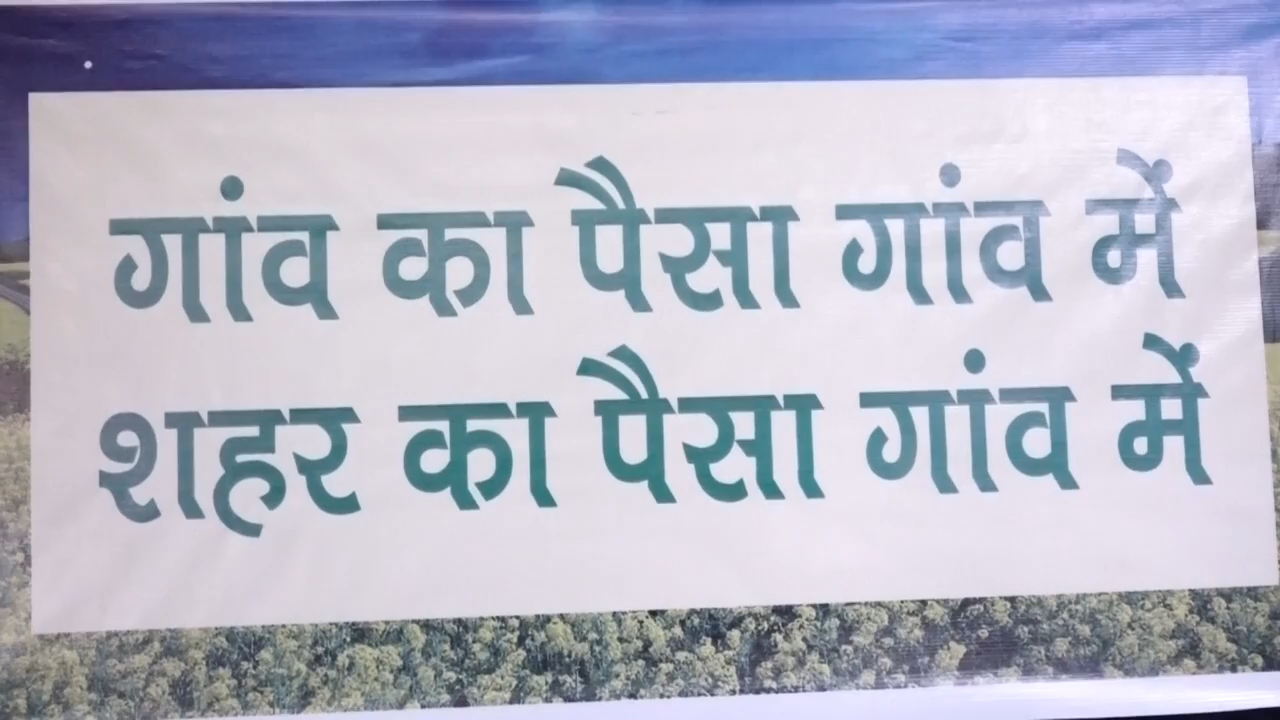 गांव का पैसा गांव में
शहर का पैसा गांव में